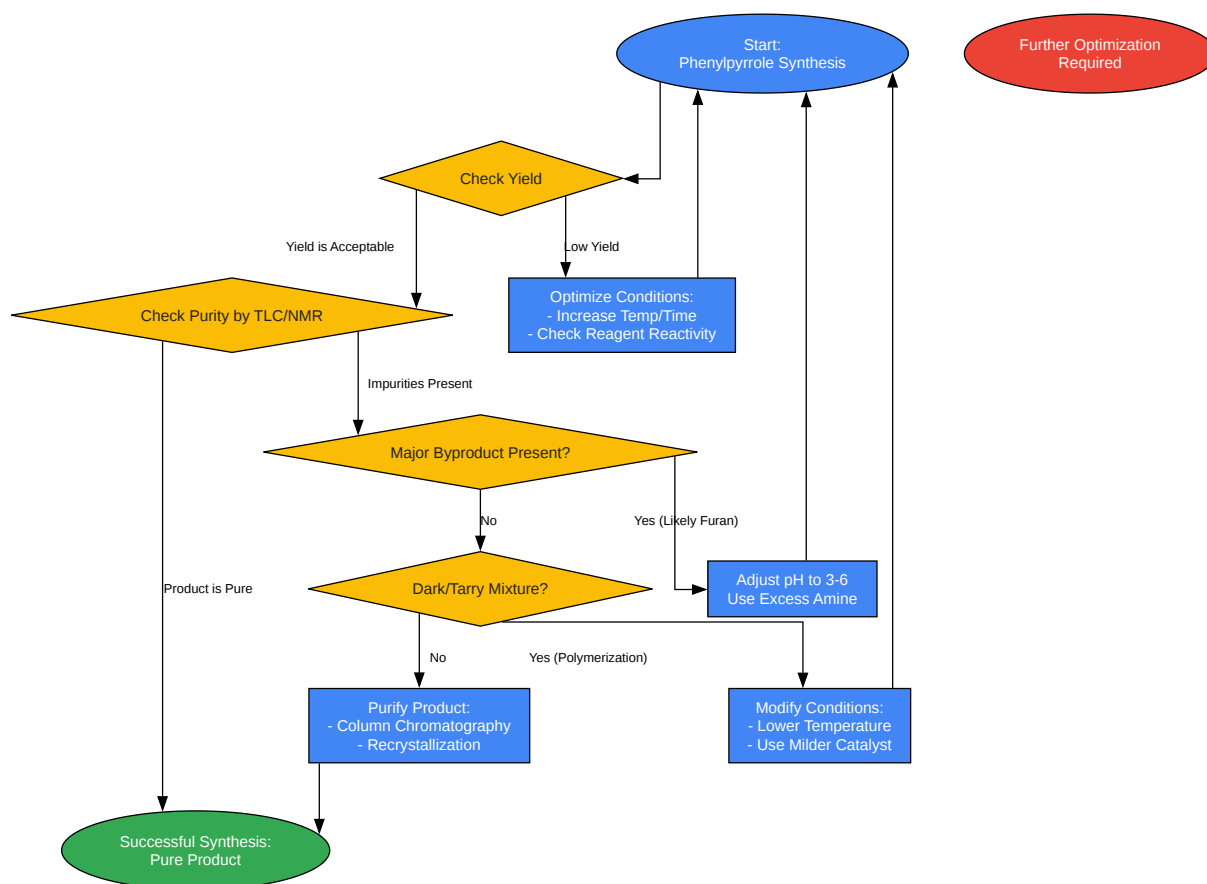 Start:
Phenylpyrrole Synthesis
Further Optimization
Required
Check Yield
Yield is Acceptable
Low Yield
Optimize Conditions:
- Increase Temp/Time
- Check Reagent Reactivity
Check Purity by TLC/NMR
Impurities Present
Major Byproduct Present?
No
Yes (Likely Furan)
Product is Pure
Dark/Tarry Mixture?
Adjust pH to 3-6
Use Excess Amine
No
Yes (Polymerization)
Purify Product:
- Column Chromatography
- Recrystallization
Modify Conditions:
- Lower Temperature
- Use Milder Catalyst
Successful Synthesis:
Pure Product